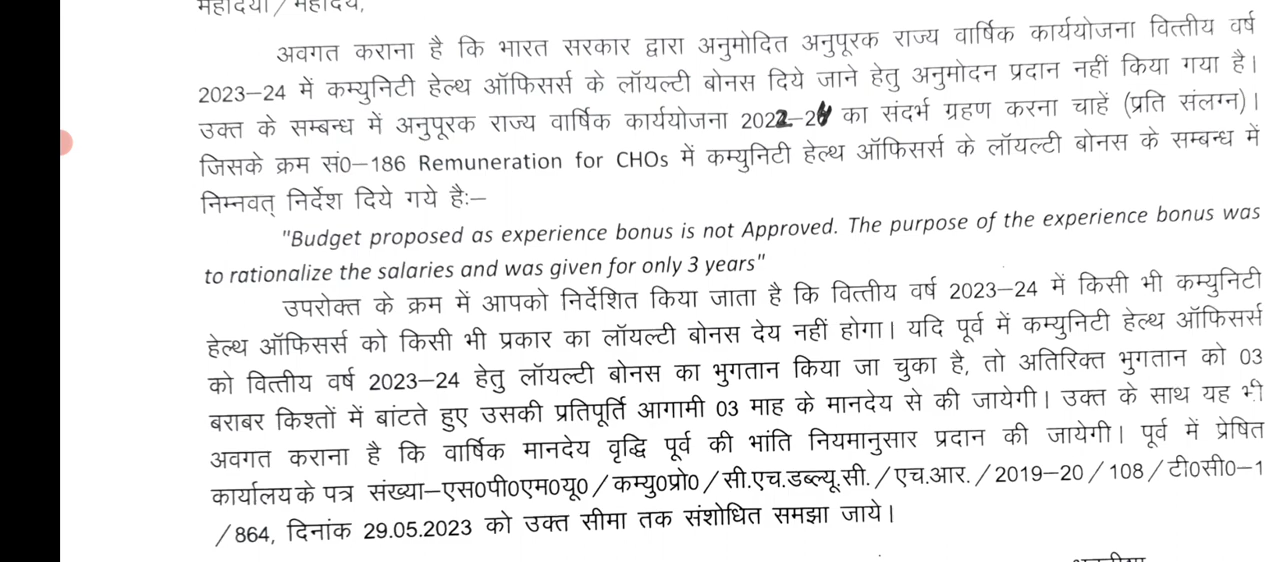 महोदया / महोदय,
अवगत कराना है कि भारत सरकार द्वारा अनुमोदित अनुपूरक राज्य वार्षिक कार्ययोजना वित्तीय वर्ष
2023–24 में कम्युनिटी हेल्थ ऑफिसर्स के लॉयल्टी बोनस दिये जाने हेतु अनुमोदन प्रदान नहीं किया गया है।
उक्त के सम्बन्ध में अनुपूरक राज्य वार्षिक कार्ययोजना 2022–24 का संदर्भ ग्रहण करना चाहें (प्रति संलग्न)।
जिसके क्रम सं0–186 Remuneration for CHOs में कम्युनिटी हेल्थ ऑफिसर्स के लॉयल्टी बोनस के सम्बन्ध में
निम्नवत् निर्देश दिये गये हैः–
"Budget proposed as experience bonus is not Approved. The purpose of the experience bonus was
to rationalize the salaries and was given for only 3 years"
उपरोक्त के क्रम में आपको निर्देशित किया जाता है कि वित्तीय वर्ष 2023–24 में किसी भी कम्युनिटी
हेल्थ ऑफिसर्स को किसी भी प्रकार का लॉयल्टी बोनस देय नहीं होगा। यदि पूर्व में कम्युनिटी हेल्थ ऑफिसर्स
को वित्तीय वर्ष 2023–24 हेतु लॉयल्टी बोनस का भुगतान किया जा चुका है, तो अतिरिक्त भुगतान को 03
बराबर किश्तों में बांटते हुए उसकी प्रतिपूर्ति आगामी 03 माह के मानदेय से की जायेगी। उक्त के साथ यह भी
अवगत कराना है कि वार्षिक मानदेय वृद्धि पूर्व की भांति नियमानुसार प्रदान की जायेगी। पूर्व में प्रेषित
कार्यालय के पत्र संख्या–एस0पी0एम0यू0 / कम्यु0प्रो0 / सी.एच.डब्ल्यू.सी. / एच.आर. / 2019–20 / 108 / टी0सी0–1
/ 864, दिनांक 29.05.2023 को उक्त सीमा तक संशोधित समझा जाये।